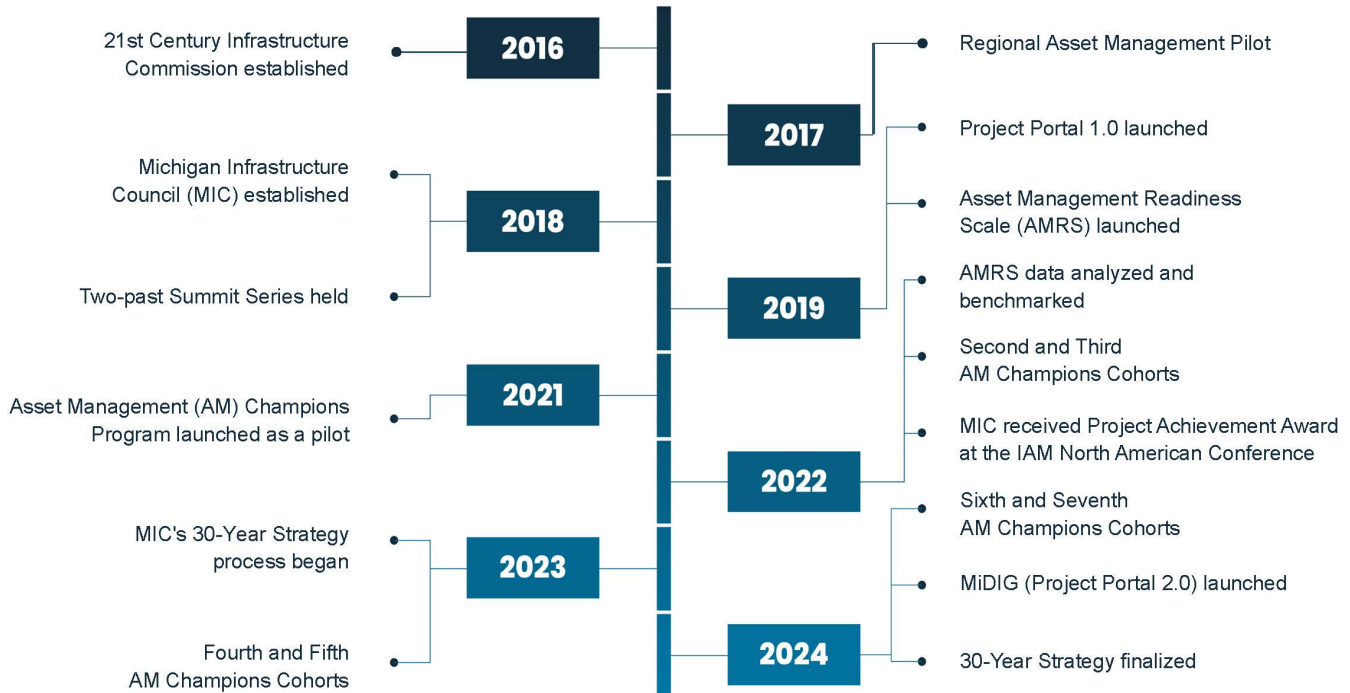 2016
21st Century Infrastructure
Commission established
2017
Regional Asset Management Pilot
2018
Michigan Infrastructure
Council (MIC) established
Two-past Summit Series held
2019
Project Portal 1.0 launched
Asset Management Readiness
Scale (AMRS) launched
2021
Asset Management (AM) Champions
Program launched as a pilot
2022
AMRS data analyzed and
benchmarked
Second and Third
AM Champions Cohorts
MIC received Project Achievement Award
at the IAM North American Conference
2023
MIC's 30-Year Strategy
process began
Fourth and Fifth
AM Champions Cohorts
2024
Sixth and Seventh
AM Champions Cohorts
MiDIG (Project Portal 2.0) launched
30-Year Strategy finalized